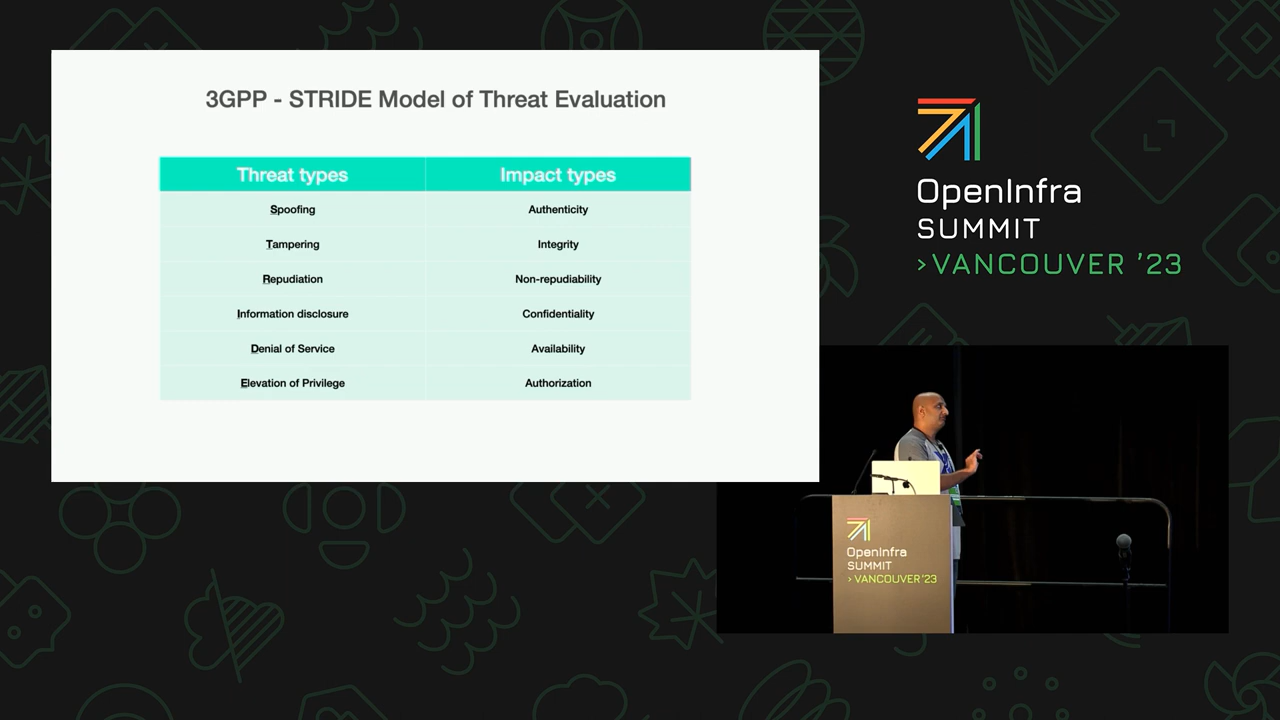 3GPP - STRIDE Model of Threat Evaluation
Threat types Impact types
Spoofing Authenticity
Tampering Integrity
Repudiation Non-repudiability
Information disclosure Confidentiality
Denial of Service Availability
Elevation of Privilege Authorization
OpenInfra
SUMMIT
>VANCOUVER '23
OpenInfra
SUMMIT
> VANCOUVER '23